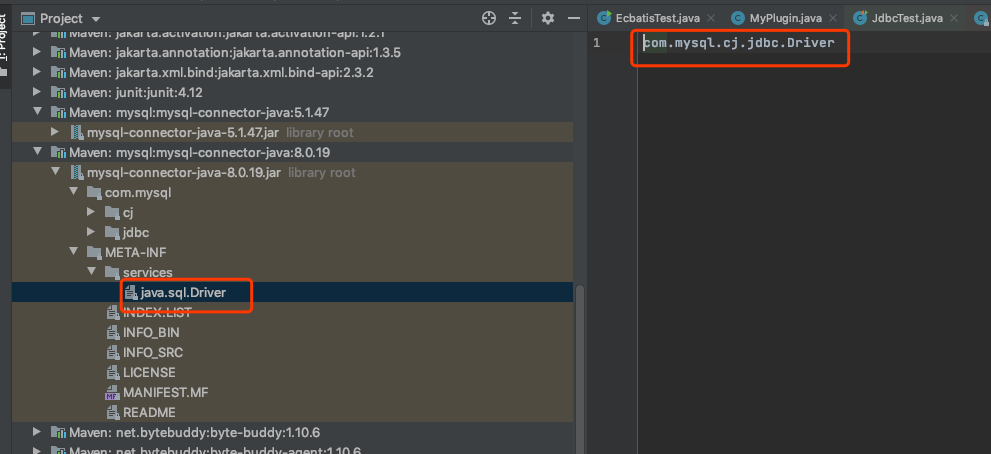 1: Project
Project
EcbatisTest.java
MyPlugin.java
JdbcTest.java
Maven: jakarta.activation:jakarta.activation-api:1.2.1
Maven: jakarta.annotation:jakarta.annotation-api:1.3.5
Maven: jakarta.xml.bind:jakarta.xml.bind-api:2.3.2
Maven: junit:junit:4.12
Maven: mysql:mysql-connector-java:5.1.47
mysql-connector-java-5.1.47.jar library root
Maven: mysql:mysql-connector-java:8.0.19
mysql-connector-java-8.0.19.jar library root
com.mysql
cj
jdbc
META-INF
services
java.sql.Driver
INDEX.LIST
INFO_BIN
INFO_SRC
LICENSE
MANIFEST.MF
README
Maven: net.bytebuddy:byte-buddy:1.10.6
Maven: net.bytebuddy:byte-buddy-agent:1.10.6
1
com.mysql.cj.jdbc.Driver